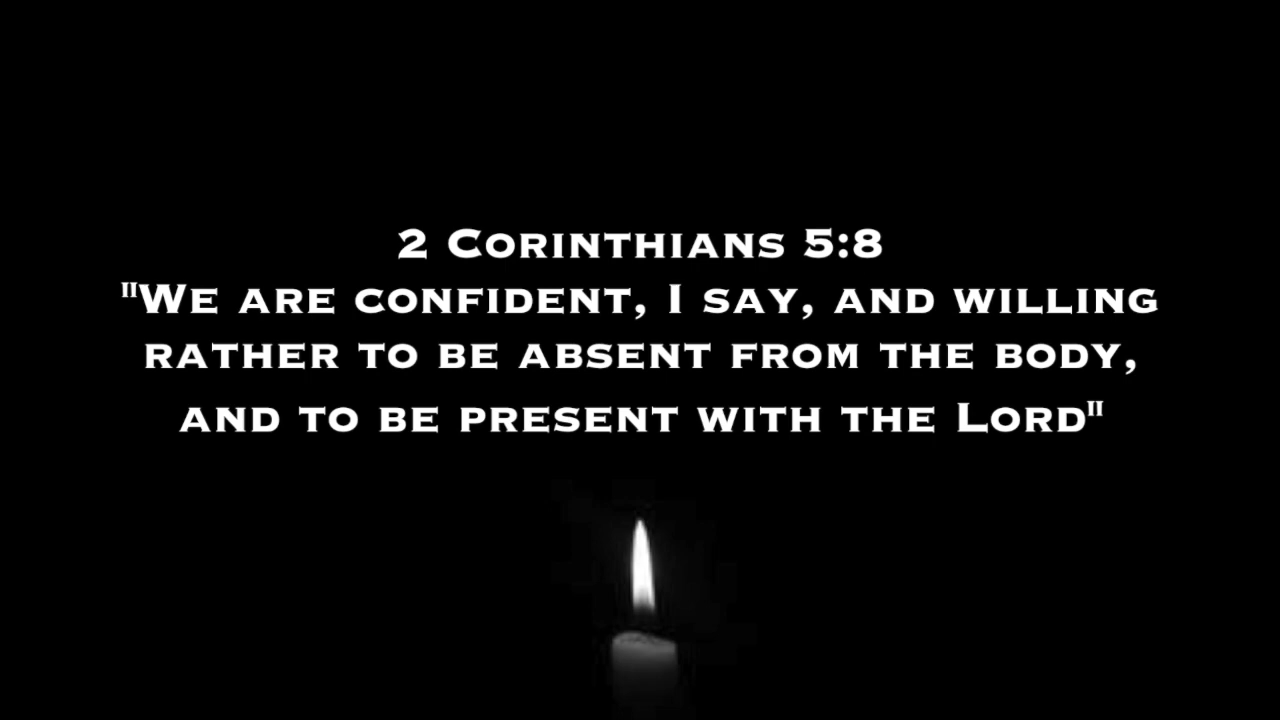 2 Corinthians 5:8
"We are confident, I say, and willing
rather to be absent from the body,
and to be present with the Lord"